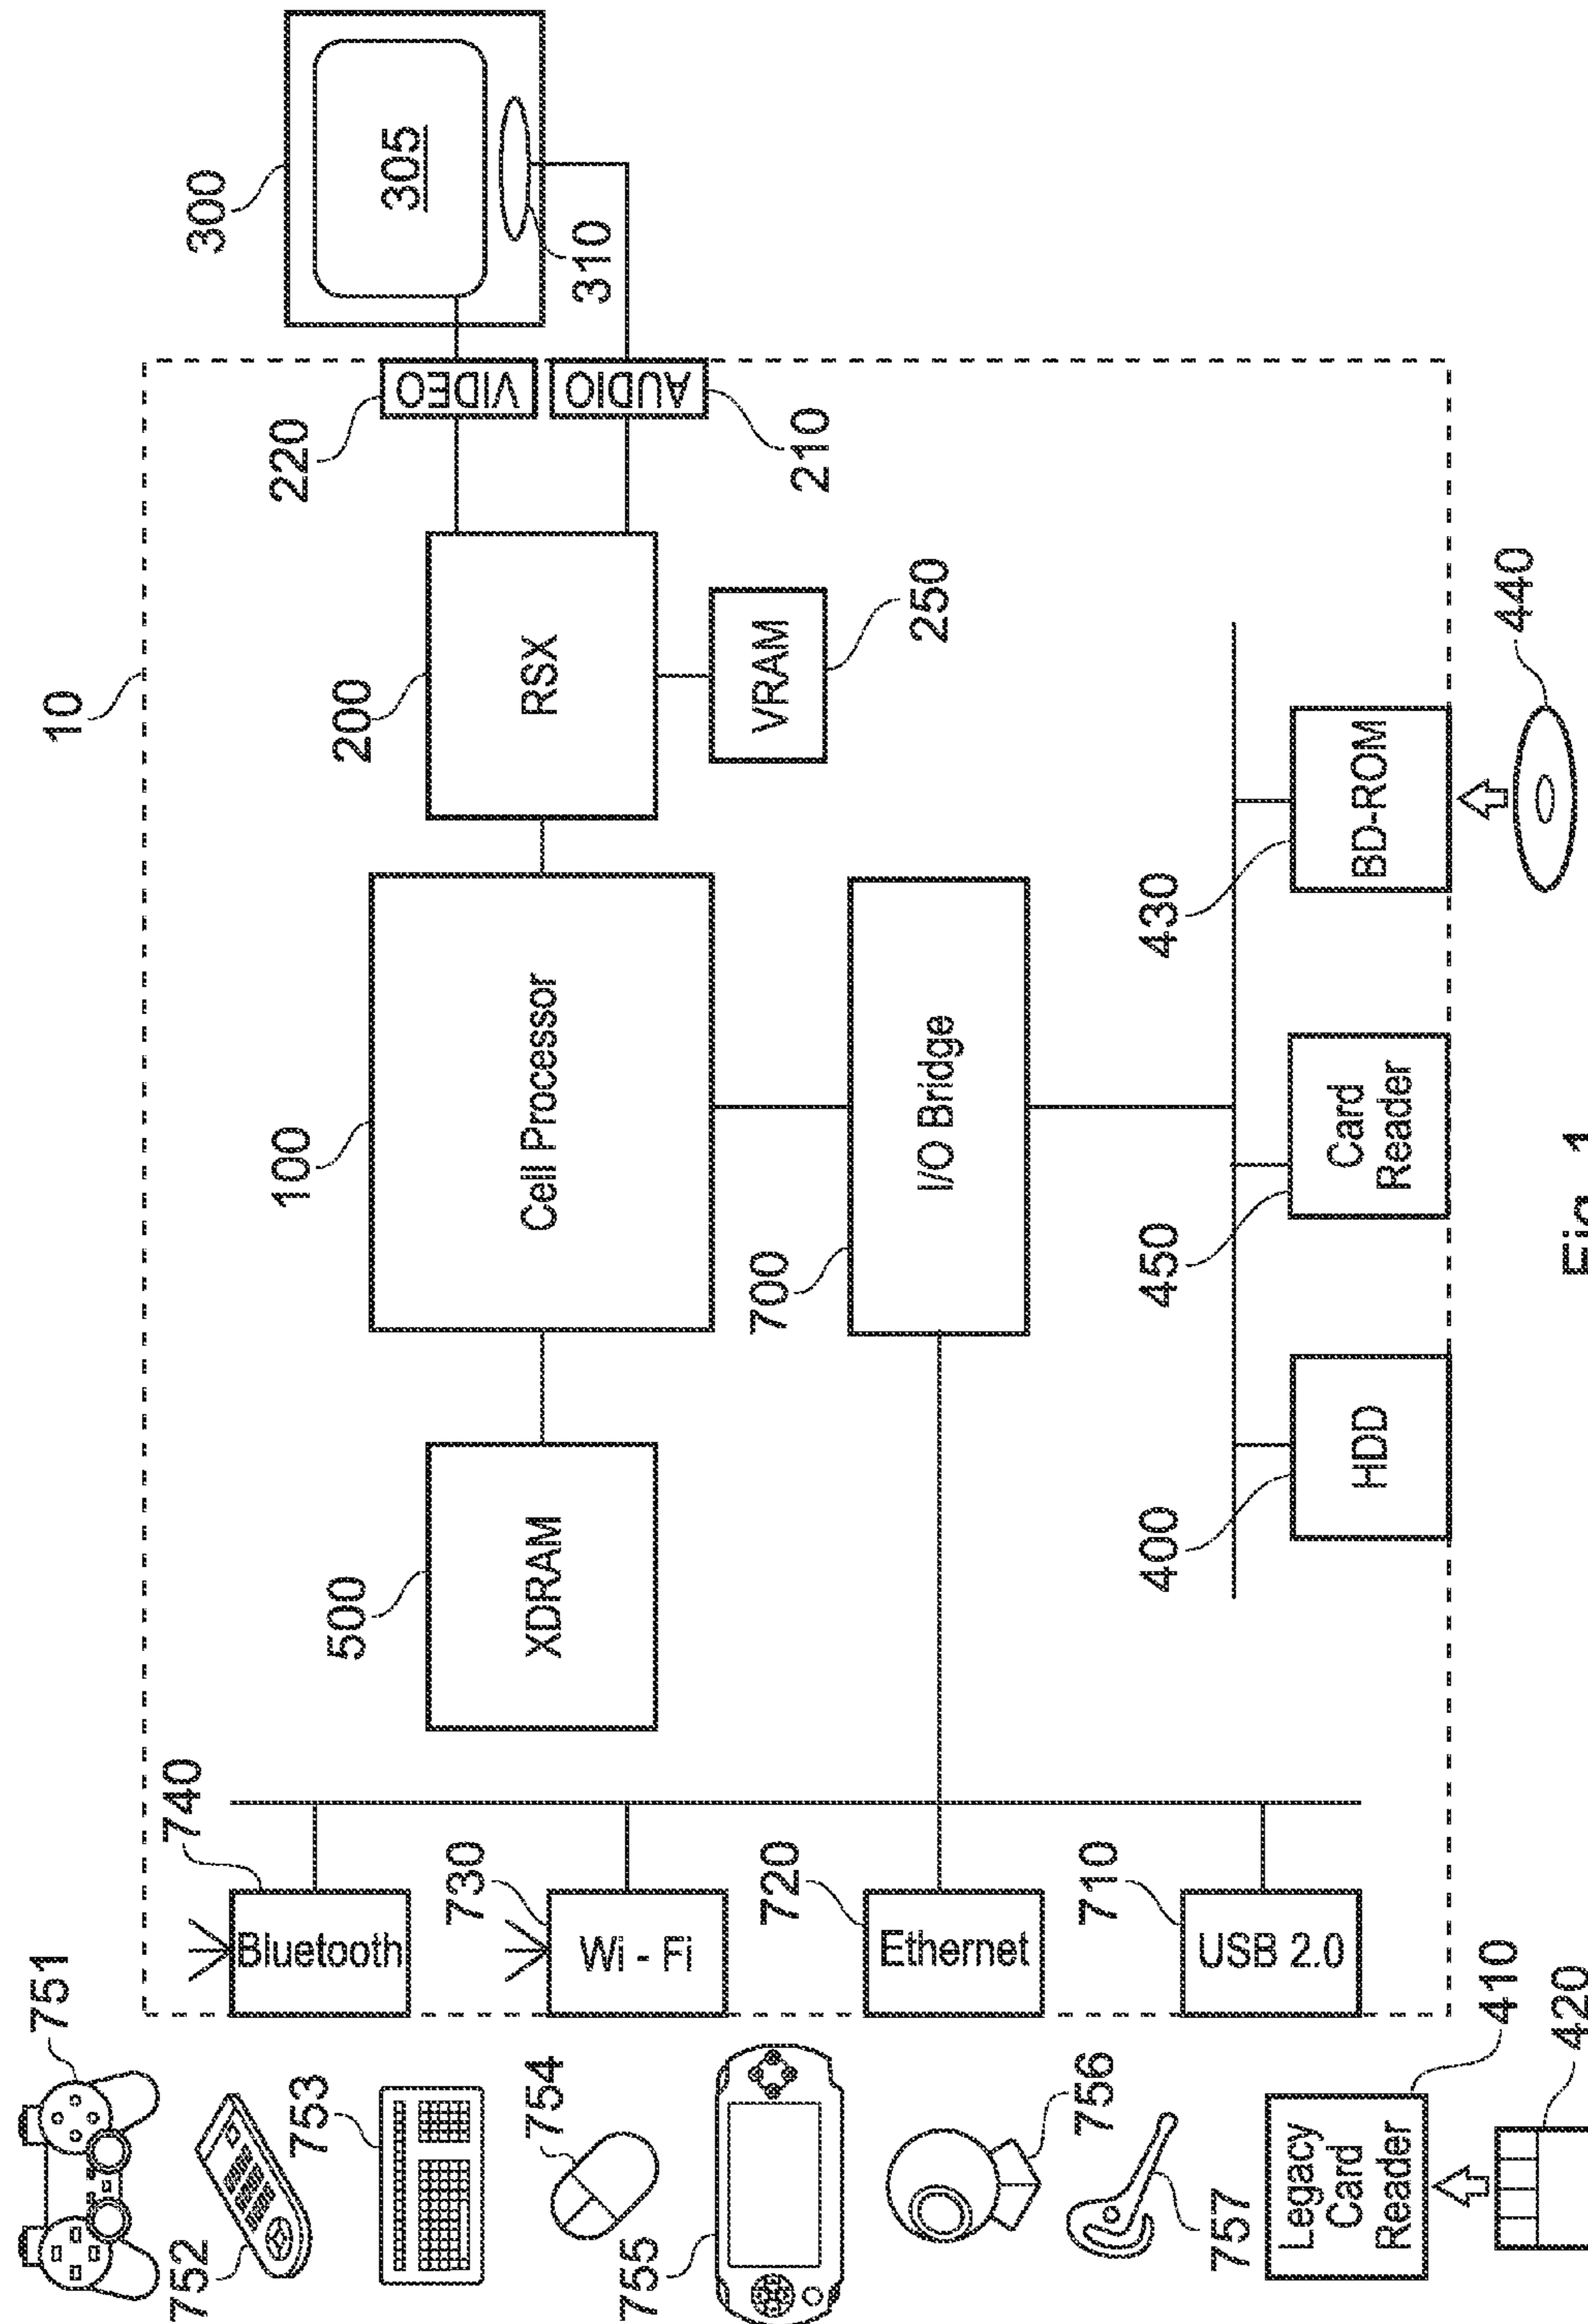 10
751
752
740
Bluetooth
300
305
310
220
VIDEO
AUDIO
210
753
500
XDRAM
100
Cell Processor
200
RSX
VRAM
250
730
Wi - Fi
754
755
720
Ethernet
700
I/O Bridge
756
757
710
USB 2.0
400
HDD
450
Card
Reader
430
BD-ROM
440
Legacy
Card
Reader
410
420
Fig. 1